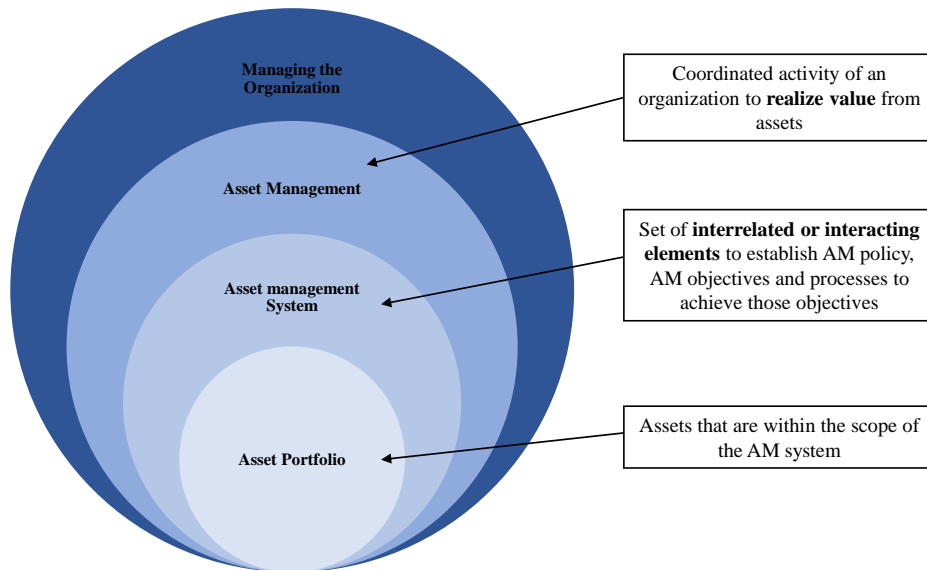 Managing the
Organization
Coordinated activity of an
organization to realize value from
assets
Asset Management
Set of interrelated or interacting
elements to establish AM policy,
AM objectives and processes to
achieve those objectives
Asset management
System
Assets that are within the scope of
the AM system
Asset Portfolio